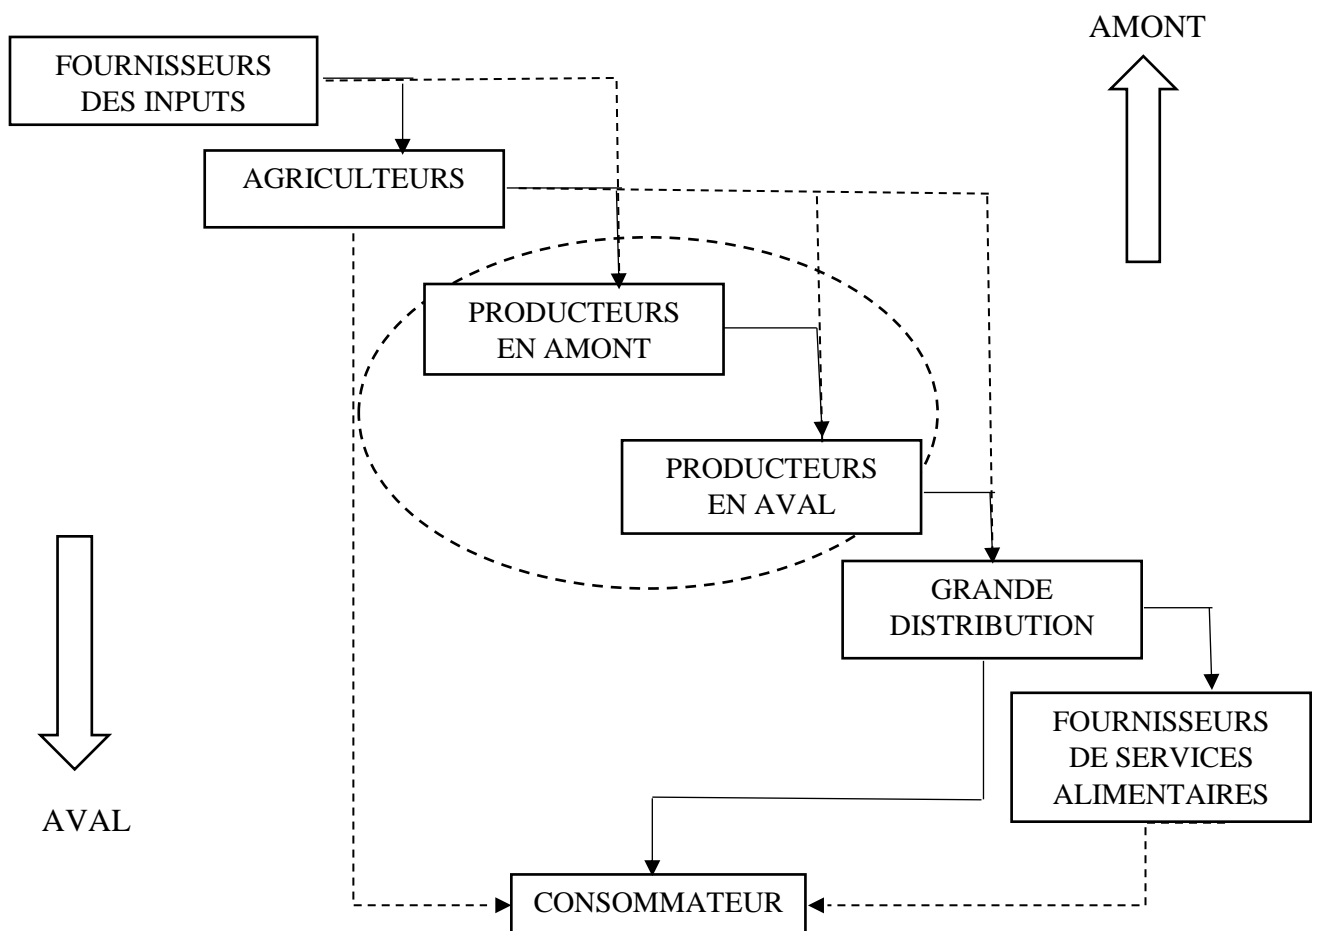 AMONT
FOURNISSEURS
DES INPUTS
AGRICULTEURS
PRODUCTEURS
EN AMONT
PRODUCTEURS
EN AVAL
GRANDE
DISTRIBUTION
FOURNISSEURS
DE SERVICES
ALIMENTAIRES
AVAL
CONSOMMATEUR